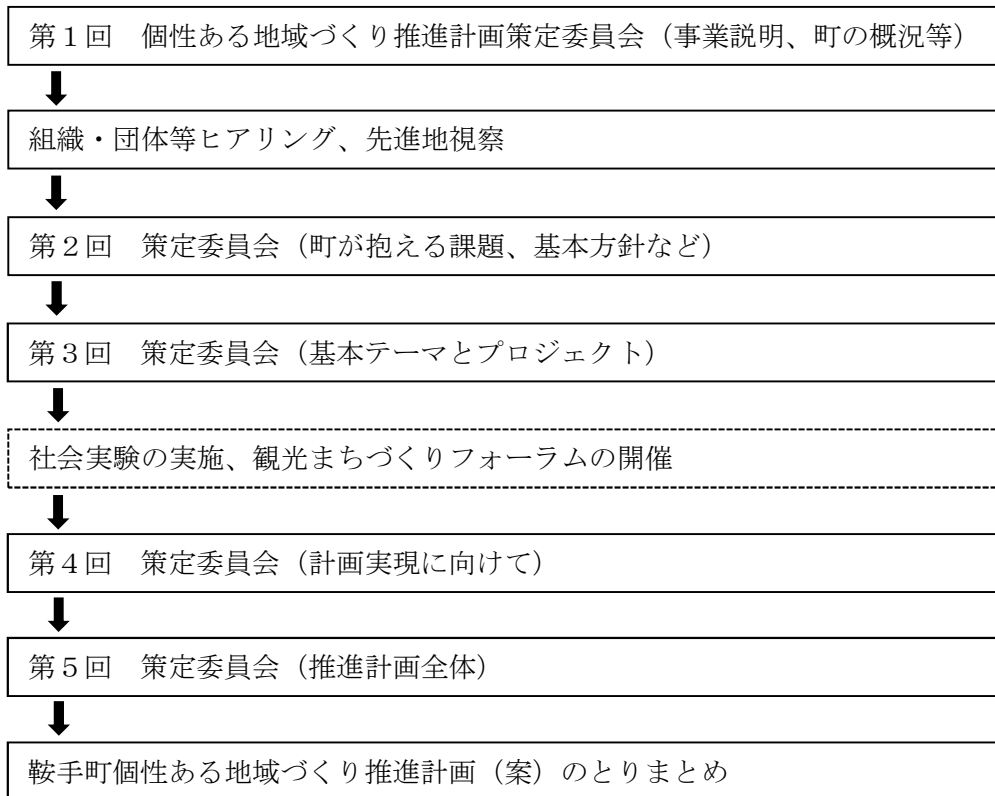 第1回　個性ある地域づくり推進計画策定委員会（事業説明、町の概況等）
組織・団体等ヒアリング、先進地視察
第2回　策定委員会（町が抱える課題、基本方針など）
第3回　策定委員会（基本テーマとプロジェクト）
社会実験の実施、観光まちづくりフォーラムの開催
第4回　策定委員会（計画実現に向けて）
第5回　策定委員会（推進計画全体）
鞍手町個性ある地域づくり推進計画（案）のとりまとめ